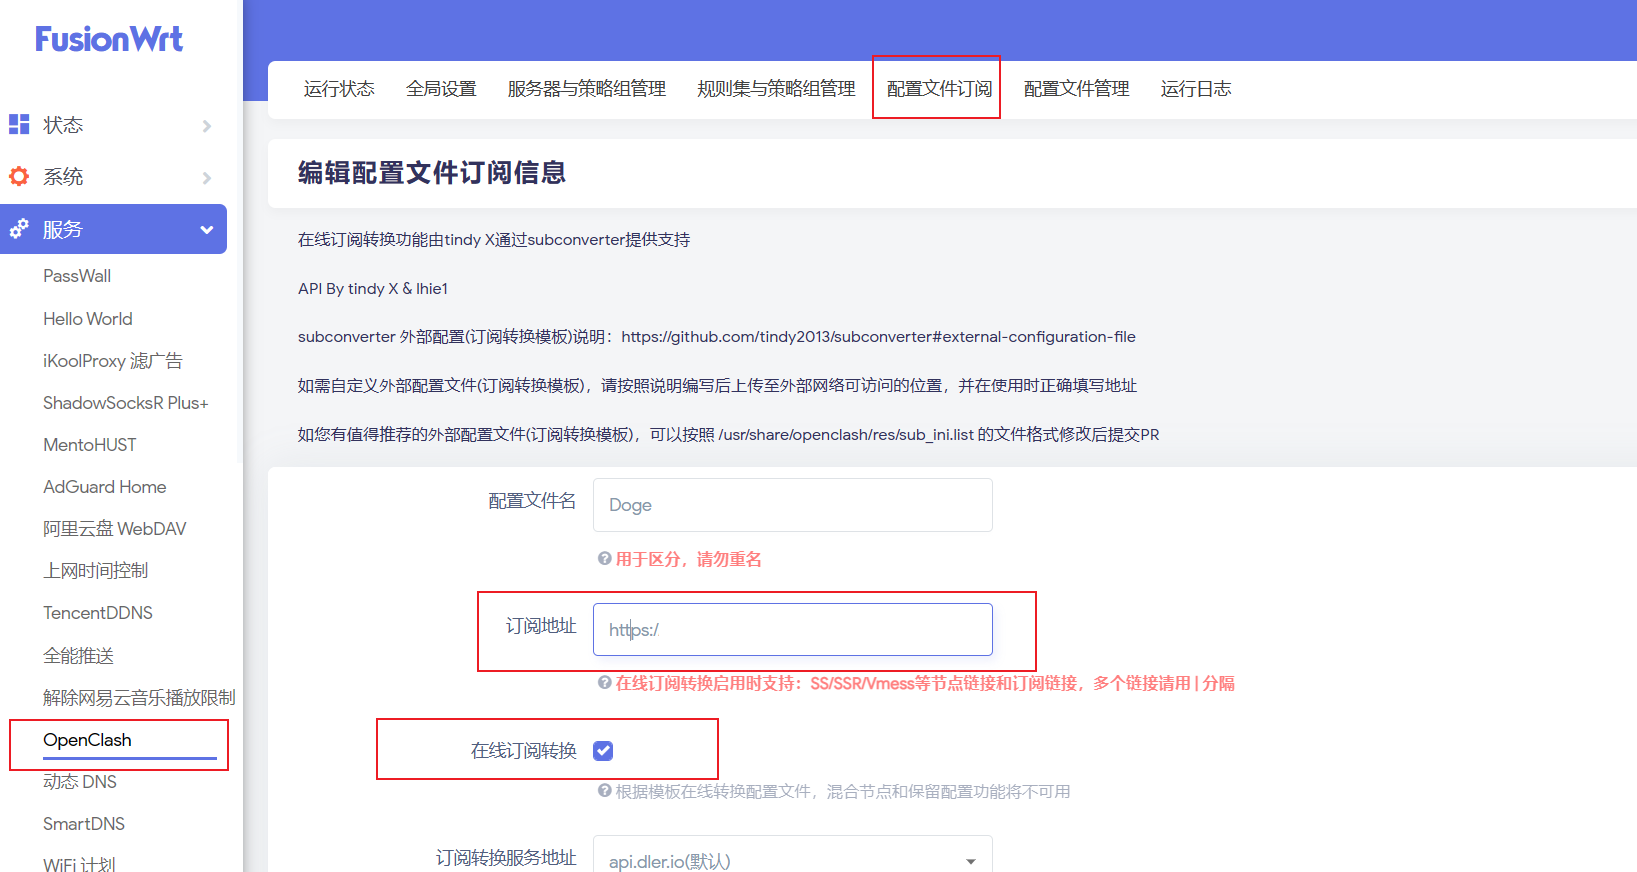 FusionWrt
状态
系统
服务
PassWall
Hello World
iKoolProxy 滤广告
ShadowSocksR Plus+
MentoHUST
AdGuard Home
阿里云盘 WebDAV
上网时间控制
TencentDDNS
全能推送
解除网易云音乐播放限制
OpenClash
动态 DNS
SmartDNS
WiFi 计划
运行状态 全局设置 服务器与策略组管理 规则集与策略组管理 配置文件订阅 配置文件管理 运行日志
编辑配置文件订阅信息
在线订阅转换功能由tindy X通过subconverter提供支持
API By tindy X & lhie1
subconverter 外部配置(订阅转换模板)说明：https://github.com/tindy2013/subconverter#external-configuration-file
如需自定义外部配置文件(订阅转换模板)，请按照说明编写后上传至外部网络可访问的位置，并在使用时正确填写地址
如您有值得推荐的外部配置文件(订阅转换模板)，可以按照 /usr/share/openclash/res/sub_ini.list 的文件格式修改后提交PR
配置文件名 Doge
用于区分，请勿重名
订阅地址 https:/
在线订阅转换启用时支持：SS/SSR/Vmess等节点链接和订阅链接，多个链接请用 | 分隔
在线订阅转换
根据模板在线转换配置文件，混合节点和保留配置功能将不可用
订阅转换服务地址 api.dler.io(默认)